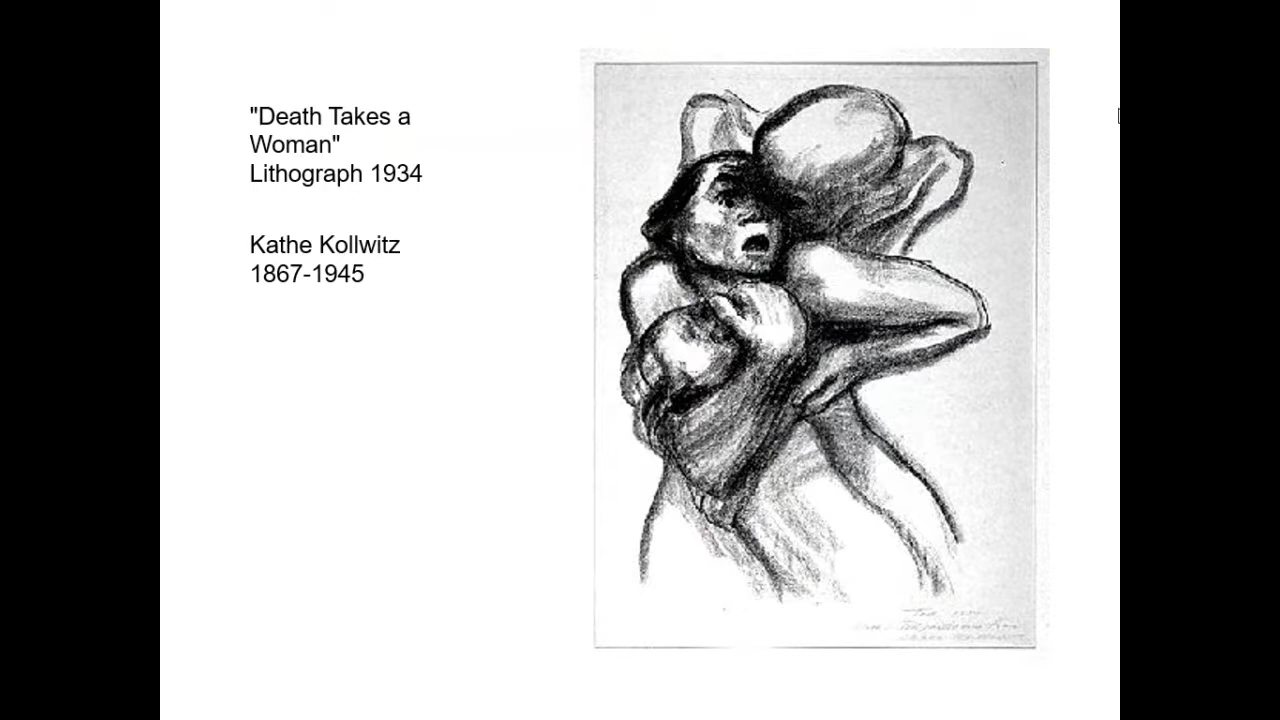 "Death Takes a
Woman"
Lithograph 1934
Kathe Kollwitz
1867-1945